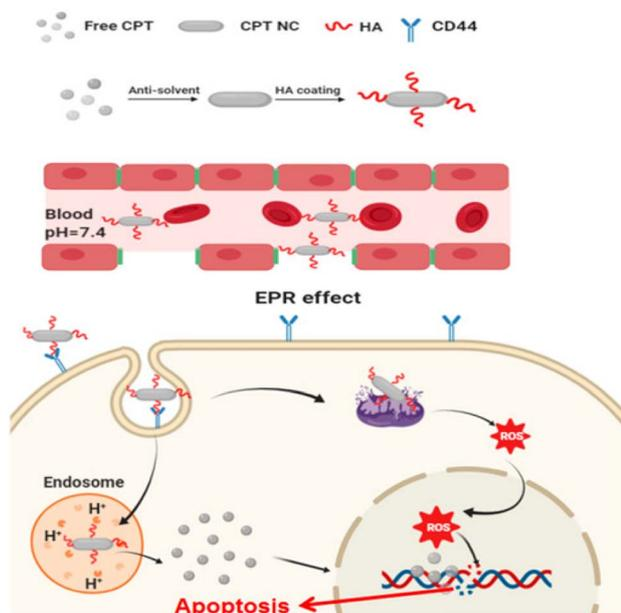 Free CPT CPT NC HA CD44
Anti-solvent HA coating
Blood
pH=7.4
EPR effect
Endosome
H⁺
H⁺
H⁺
ROS
ROS
Apoptosis